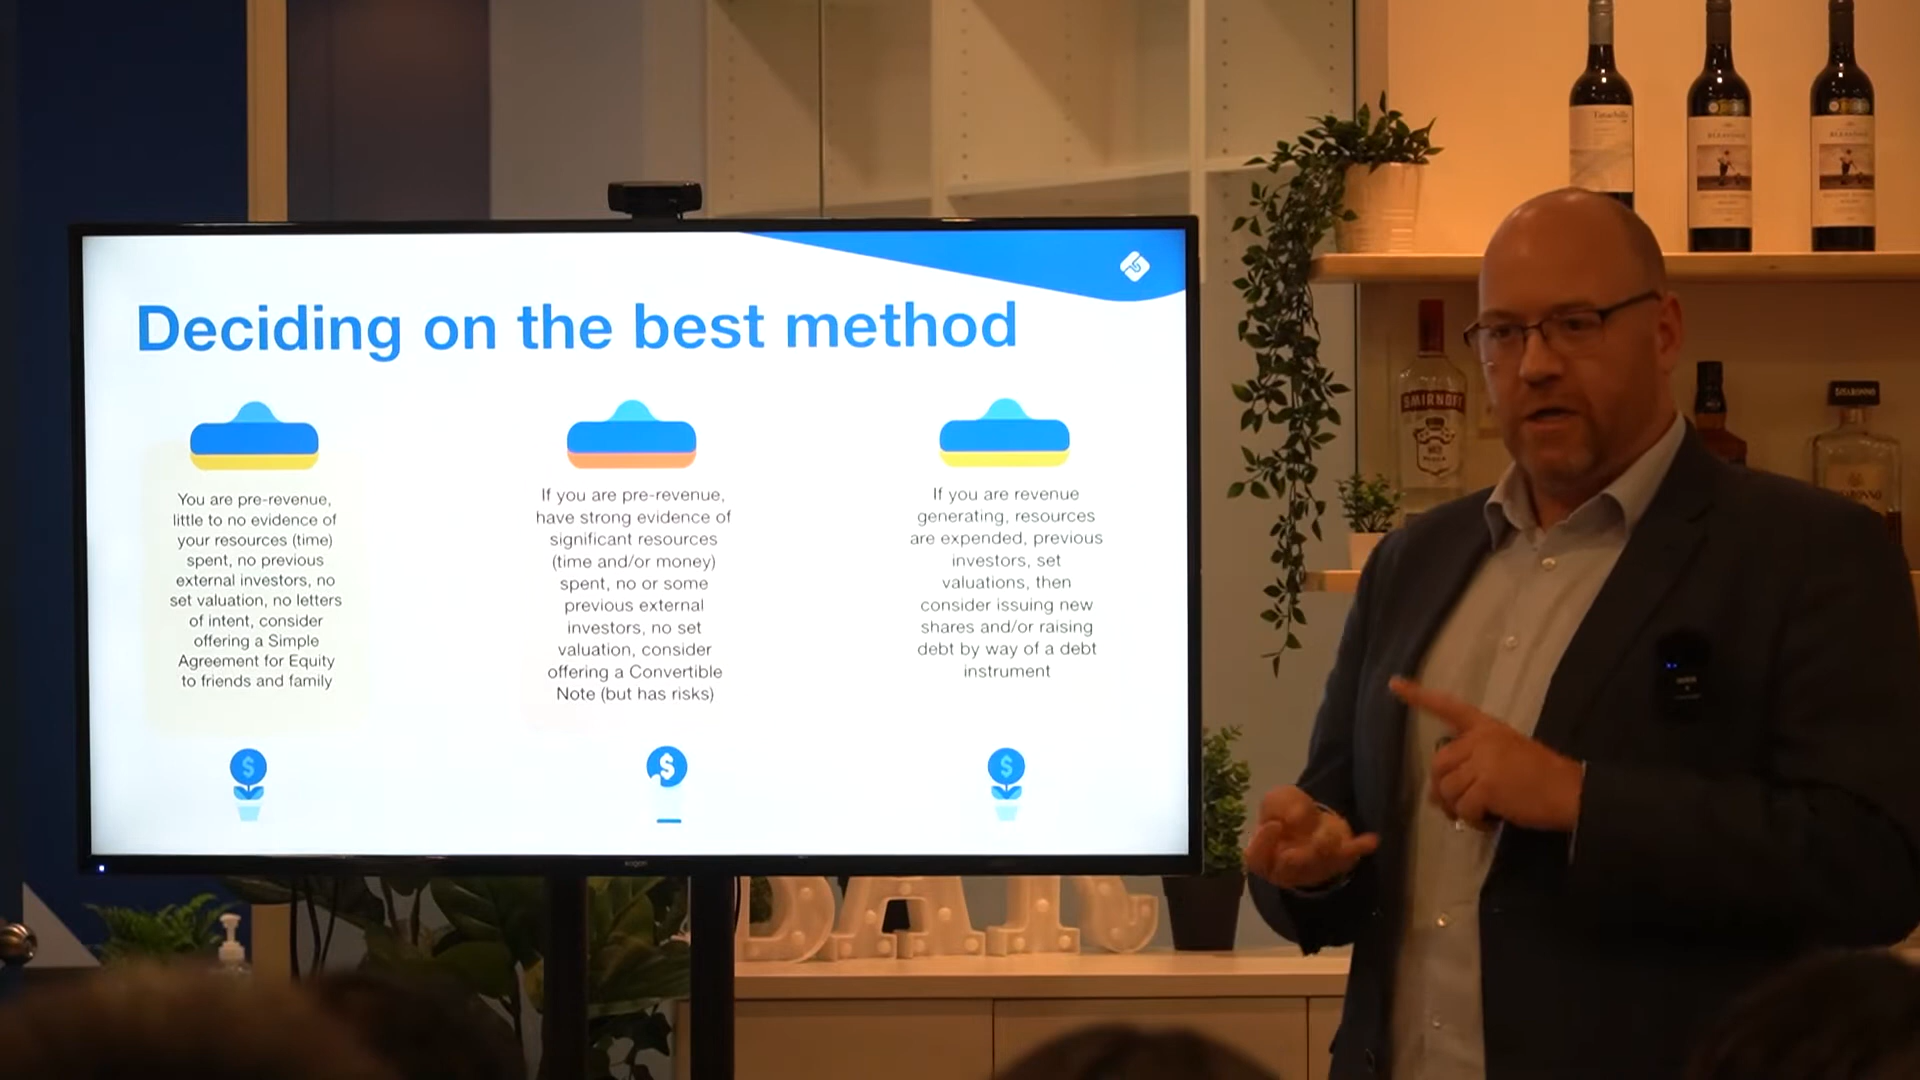 Deciding on the best method
You are pre-revenue,
little to no evidence of
your resources (time)
spent, no previous
external investors, no
set valuation, no letters
of intent, consider
offering a Simple
Agreement for Equity
to friends and family
If you are pre-revenue,
have strong evidence of
significant resources
(time and/or money)
spent, no or some
previous external
investors, no set
valuation, consider
offering a Convertible
Note (but has risks)
If you are revenue
generating, resources
are expended, previous
investors, set
valuations, then
consider issuing new
shares and/or raising
debt by way of a debt
instrument
$
$
$
SMIRNOFF